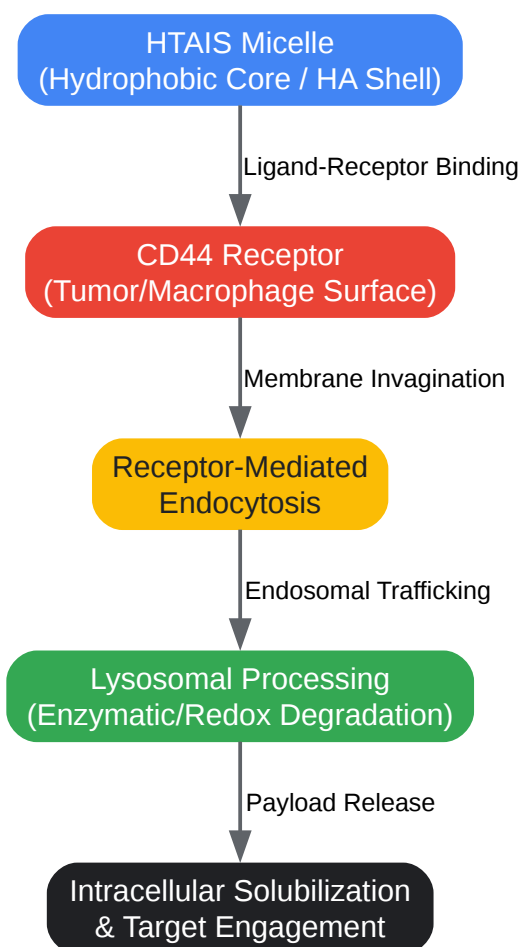 HTAIS Micelle
(Hydrophobic Core / HA Shell)
Ligand-Receptor Binding
CD44 Receptor
(Tumor/Macrophage Surface)
Membrane Invagination
Receptor-Mediated
Endocytosis
Endosomal Trafficking
Lysosomal Processing
(Enzymatic/Redox Degradation)
Payload Release
Intracellular Solubilization
& Target Engagement